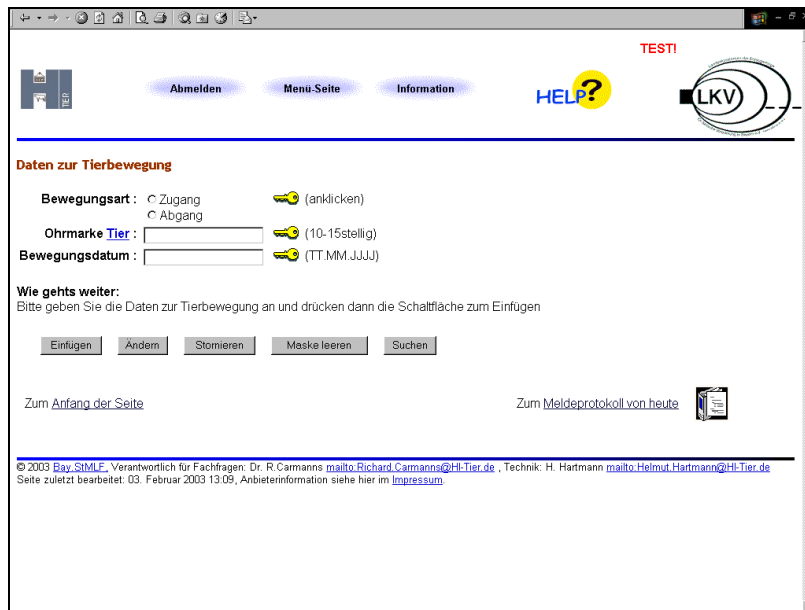 TEST!
HI
TIER
Abmelden Menü-Seite Information
HELP?
LKV
Daten zur Tierbewegung
Bewegungsart : Zugang (anklicken)
Abgang
Ohrmarke Tier : (10-15stellig)
Bewegungsdatum : (TT.MM.JJJJ)
Wie gehts weiter:
Bitte geben Sie die Daten zur Tierbewegung an und drücken dann die Schaltfläche zum Einfügen
Einfügen Ändern Stornieren Maske leeren Suchen
Zum Anfang der Seite Zum Meldeprotokoll von heute
© 2003 Bay.StMLF, Verantwortlich für Fachfragen: Dr. R.Carmanns mailto:Richard.Carmanns@HI-Tier.de , Technik: H. Hartmann mailto:Helmut.Hartmann@HI-Tier.de
Seite zuletzt bearbeitet: 03. Februar 2003 13:09, Anbieterinformation siehe hier im Impressum.